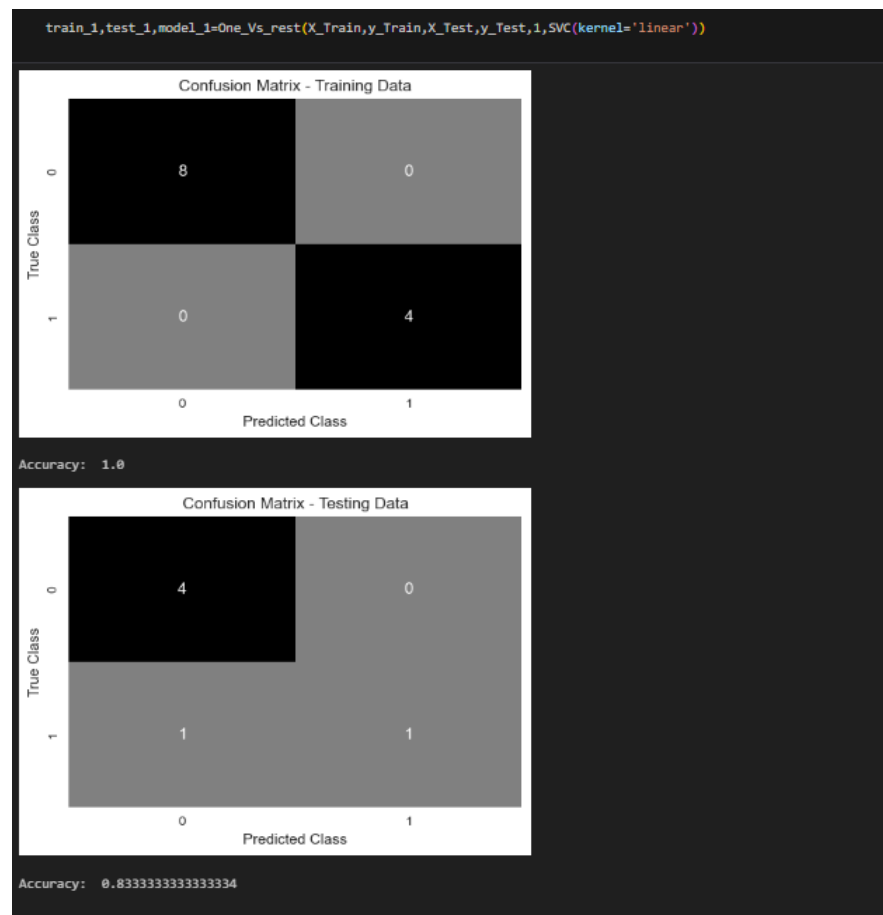 train_1,test_1,model_1=One_Vs_rest(X_Train,y_Train,X_Test,y_Test,1,SVC(kernel='linear'))
Confusion Matrix - Training Data
0
8
0
True Class
1
0
4
0
1
Predicted Class
Accuracy:  1.0
Confusion Matrix - Testing Data
0
4
0
True Class
1
1
1
0
1
Predicted Class
Accuracy:  0.8333333333333334